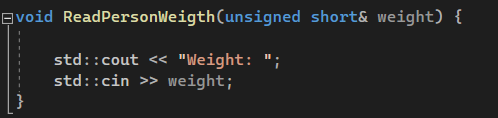 void ReadPersonWeigth(unsigned short& weight) {
std::cout << "Weight: ";
std::cin >> weight;
}